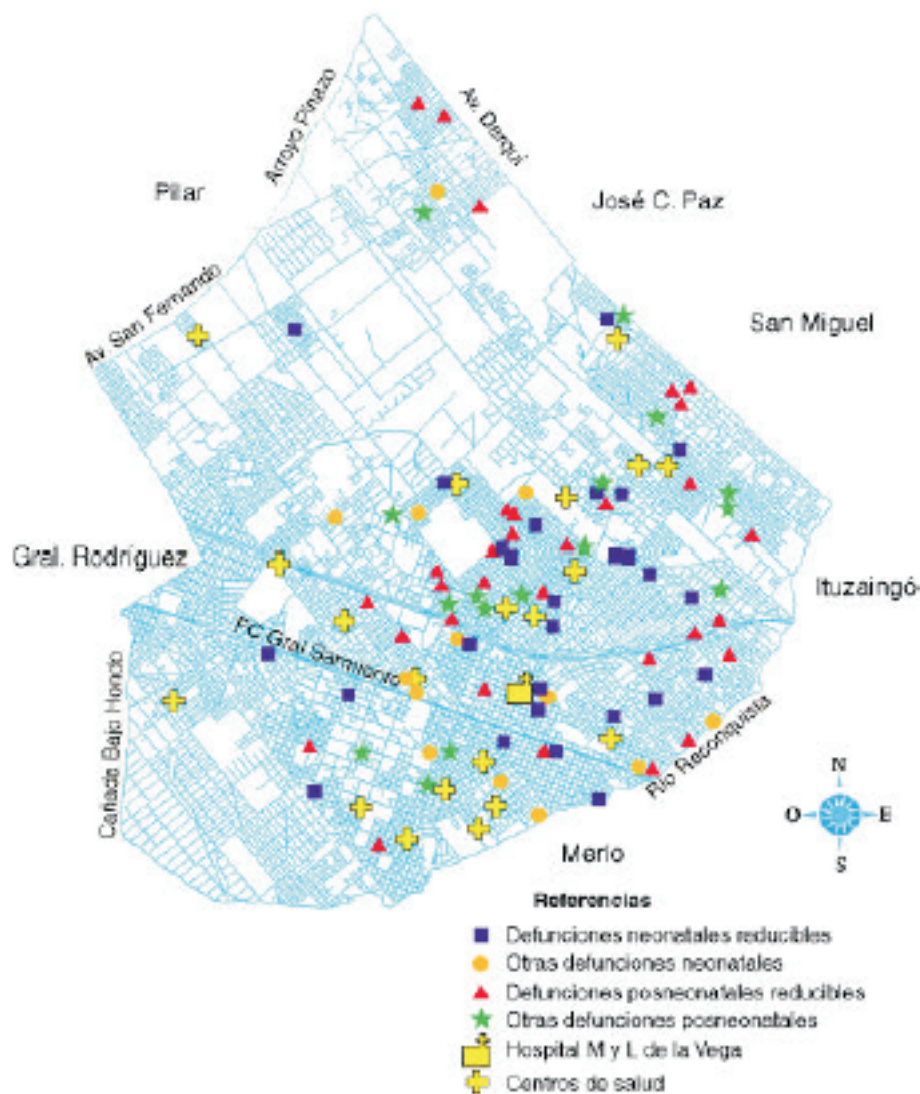 Arroyo Pinazo
Av. Derqui
Pilar
José C. Paz
Av San Fernando
San Miguel
Gral. Rodríguez
Ituzaingó
FC Gral Sarmiento
Cañada Bajo Hondo
Río Reconquista
N
O
E
S
Merlo
Referencias
Defunciones neonatales reducibles
Otras defunciones neonatales
Defunciones posneonatales reducibles
Otras defunciones posneonatales
Hospital M y L de la Vega
Centros de salud